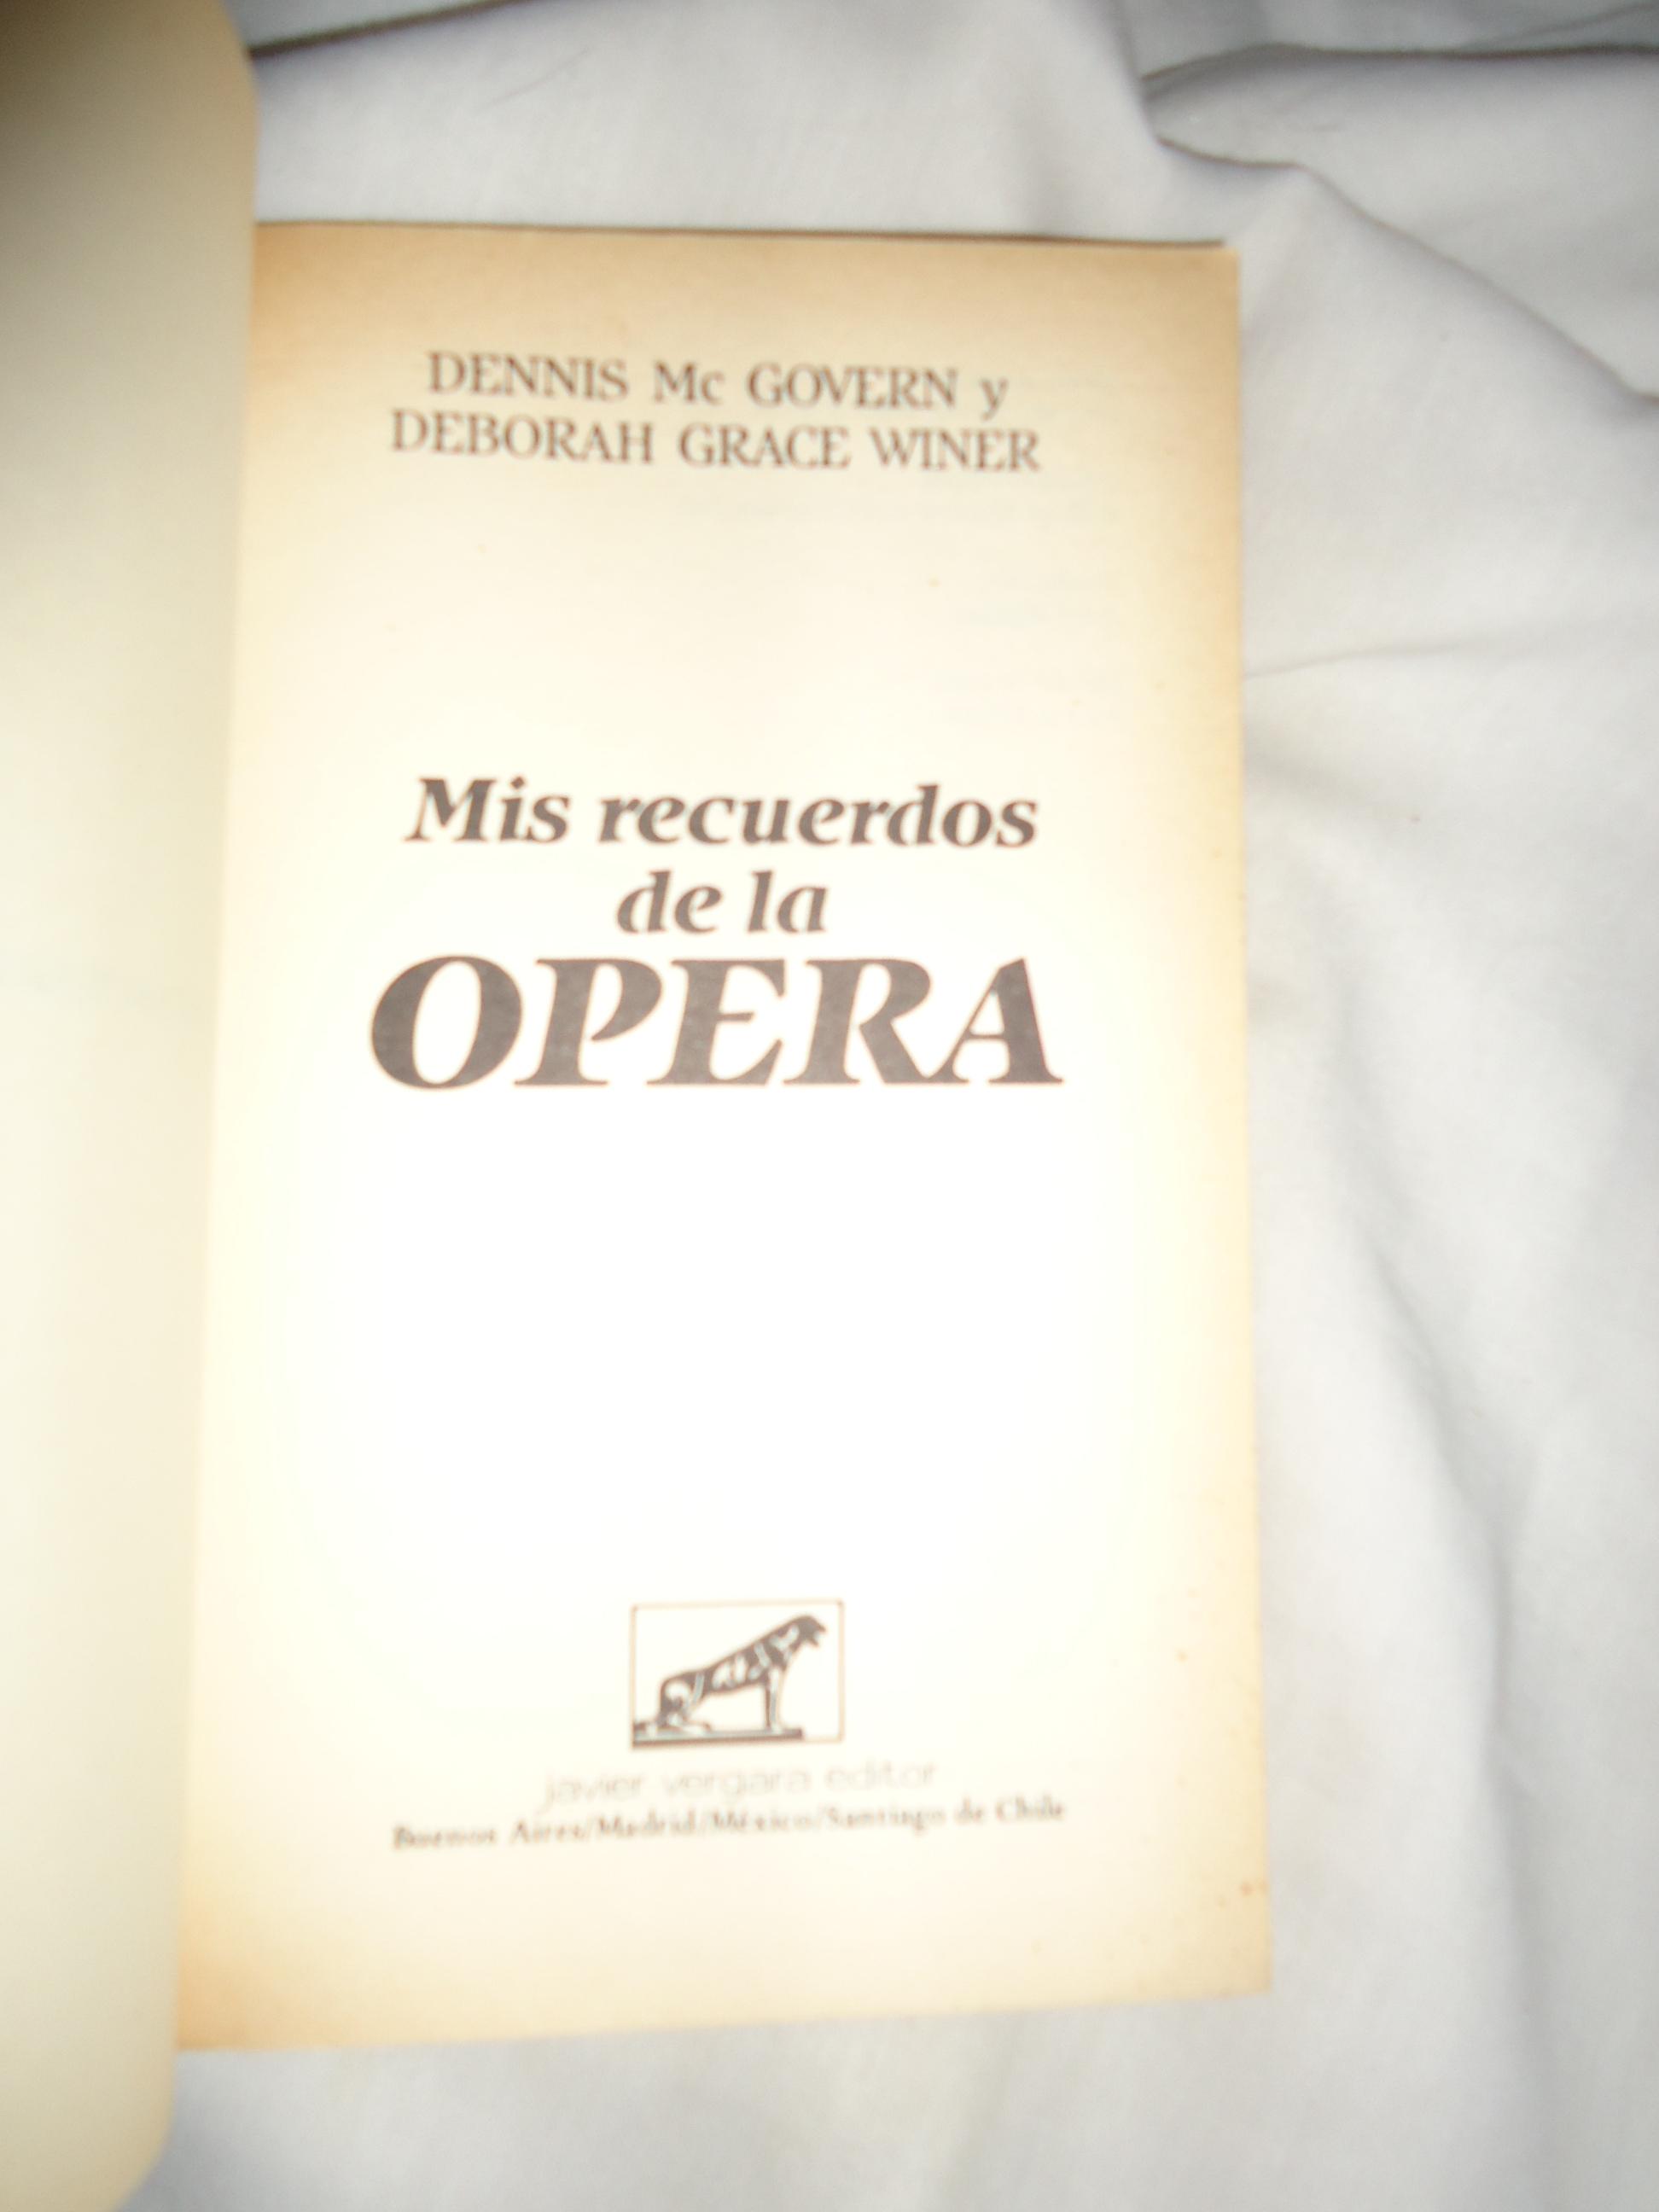 DENNIS Mc GOVERN y
DEBORAH GRACE WINER
Mis recuerdos
de la
OPERA
javier vergara editor
Buenos Aires/Madrid/México/Santiago de Chile